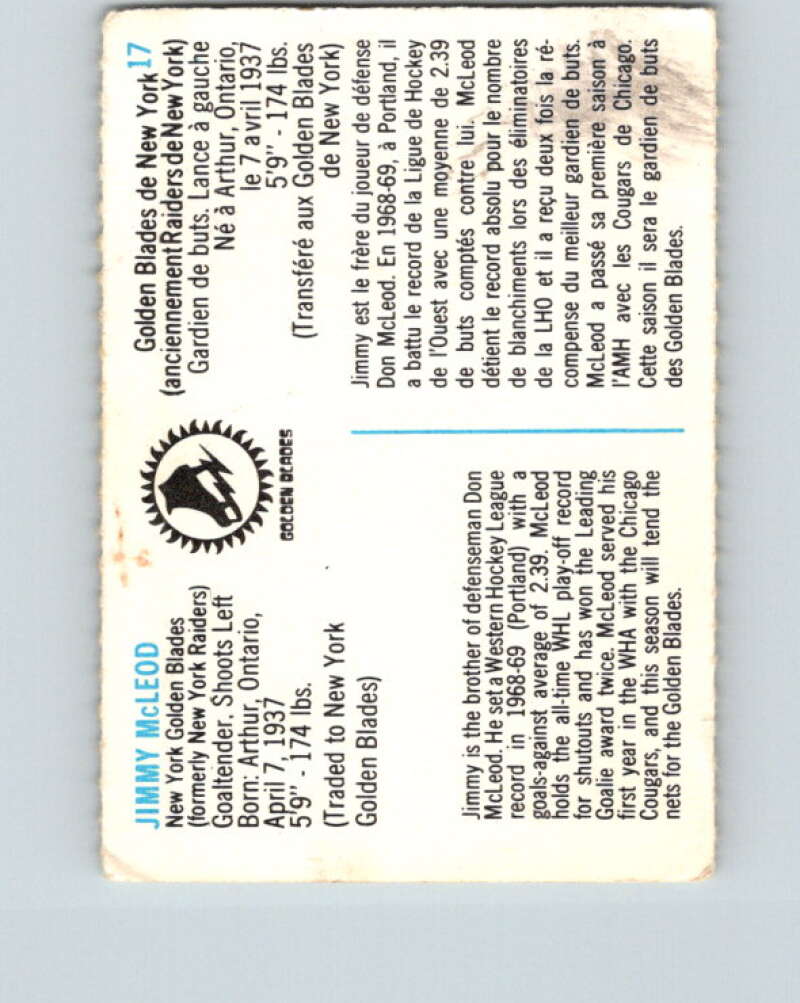 JIMMY McLEOD
New York Golden Blades
(formerly New York Raiders)
Goaltender. Shoots Left
Born: Arthur, Ontario,
April 7, 1937
5'9" - 174 lbs.
(Traded to New York
Golden Blades)
Jimmy is the brother of defenseman Don
McLeod. He set a Western Hockey League
record in 1968-69 (Portland) with a
goals-against average of 2.39. McLeod
holds the all-time WHL play-off record
for shutouts and has won the Leading
Goalie award twice. McLeod served his
first year in the WHA with the Chicago
Cougars, and this season will tend the
nets for the Golden Blades.
GOLDEN BLADES
17
Golden Blades de New York
(anciennement Raiders de New York)
Gardien de buts. Lance à gauche
Né à Arthur, Ontario,
le 7 avril 1937
5'9" - 174 lbs.
(Transféré aux Golden Blades
de New York)
Jimmy est le frère du joueur de défense
Don McLeod. En 1968-69, à Portland, il
a battu le record de la Ligue de Hockey
de l'Ouest avec une moyenne de 2.39
de buts comptés contre lui. McLeod
détient le record absolu pour le nombre
de blanchiments lors des éliminatoires
de la LHO et il a reçu deux fois la ré-
compense du meilleur gardien de buts.
McLeod a passé sa première saison à
l'AMH avec les Cougars de Chicago.
Cette saison il sera le gardien de buts
des Golden Blades.